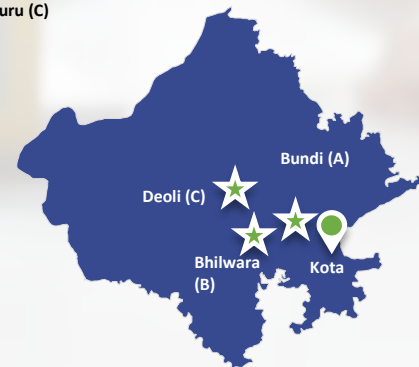 uru (C)
Bundi (A)
Deoli (C)
Bhilwara
(B)
Kota